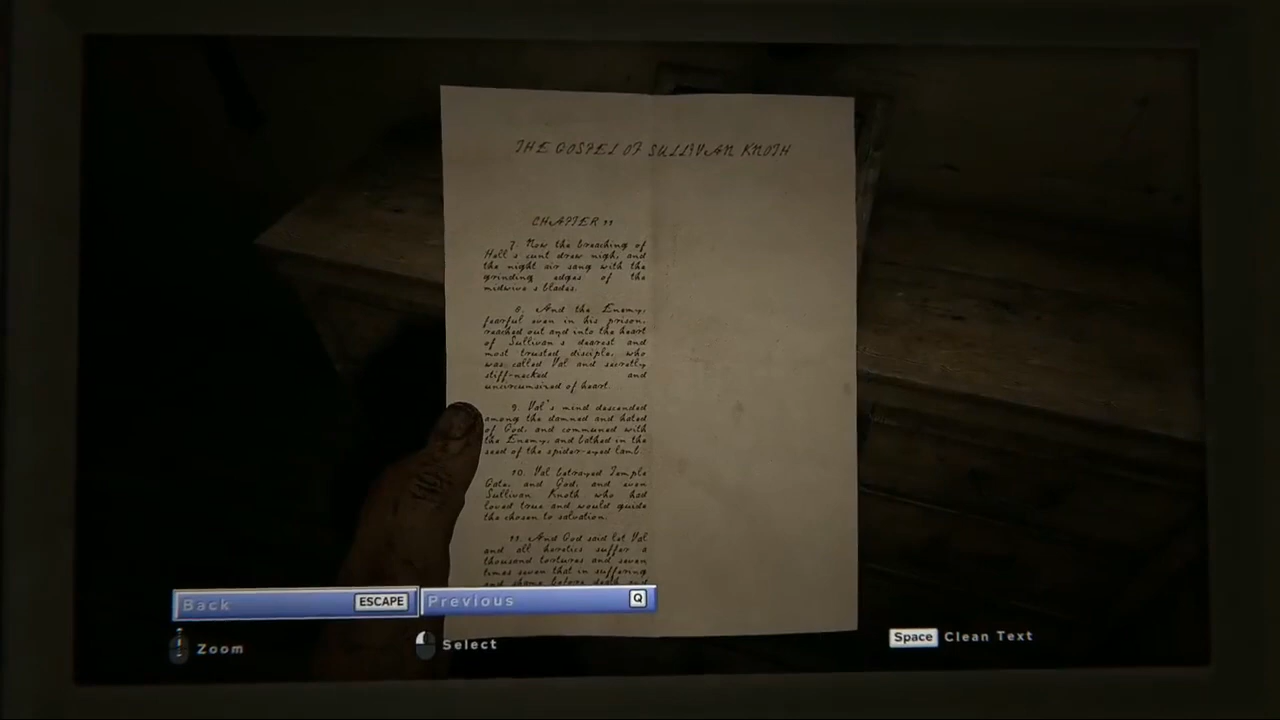 THE GOSPEL OF SULLIVAN KNOTH
CHAPTER 11
7. Now the breaching of
Hell's cunt drew nigh, and
the night air sang with the
grinding edges of the
midwive's blades.
8. And the Enemy,
fearful even in his prison,
reached out and into the heart
of Sullivan's dearest and
most trusted disciple, who
was called Val and secretly
stiff-necked and
uncircumsized of heart.
9. Val's mind descended
among the damned and hated
of God, and communed with
the Enemy, and bathed in the
seed of the spider-eyed lamb.
10. Val betrayed Temple
Gate, and God, and even
Sullivan Knoth who had
loved true and would guide
the chosen to salvation.
11. And God said let Val
and all heretics suffer a
thousand tortures and seven
times seven that in suffering
and shame before death and
Back ESCAPE Previous Q
Zoom Select Space Clean Text